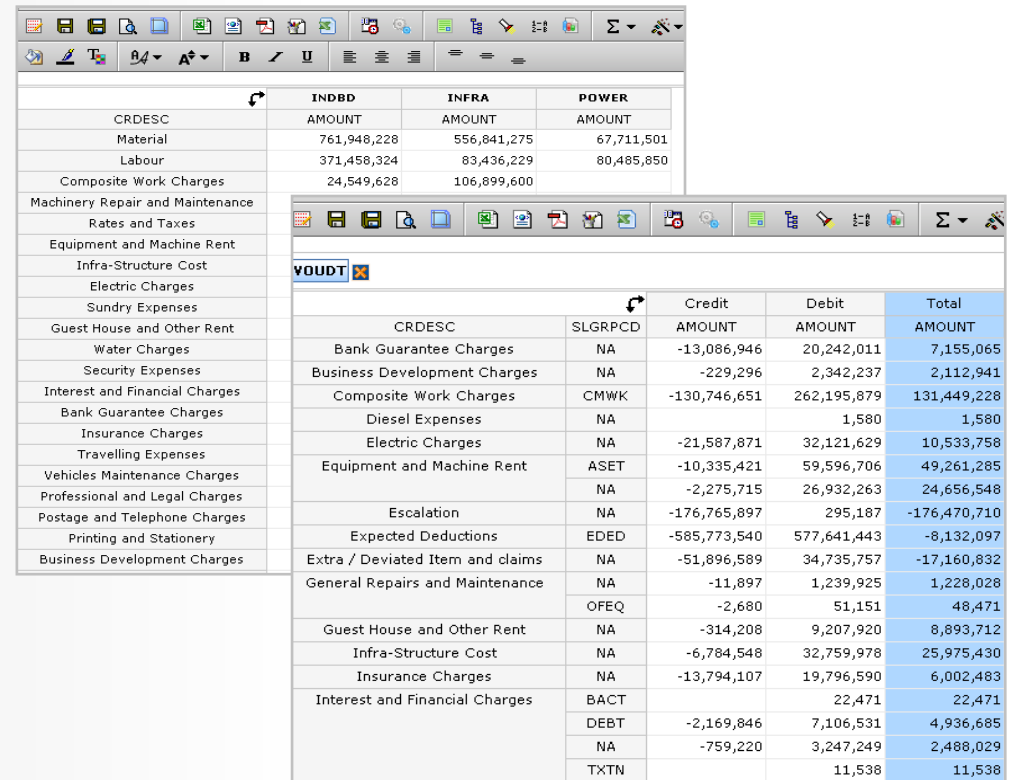 B I U
INDBD INFRA POWER
CRDESC AMOUNT AMOUNT AMOUNT
Material 761,948,228 556,841,275 67,711,501
Labour 371,458,324 83,436,229 80,485,850
Composite Work Charges 24,549,628 106,899,600
Machinery Repair and Maintenance
Rates and Taxes
Equipment and Machine Rent
Infra-Structure Cost
Electric Charges
Sundry Expenses
Guest House and Other Rent
Water Charges
Security Expenses
Interest and Financial Charges
Bank Guarantee Charges
Insurance Charges
Travelling Expenses
Vehicles Maintenance Charges
Professional and Legal Charges
Postage and Telephone Charges
Printing and Stationery
Business Development Charges
VOUDT
Credit Debit Total
CRDESC SLGRPCD AMOUNT AMOUNT AMOUNT
Bank Guarantee Charges NA -13,086,946 20,242,011 7,155,065
Business Development Charges NA -229,296 2,342,237 2,112,941
Composite Work Charges CMWK -130,746,651 262,195,879 131,449,228
Diesel Expenses NA 1,580 1,580
Electric Charges NA -21,587,871 32,121,629 10,533,758
Equipment and Machine Rent ASET -10,335,421 59,596,706 49,261,285
NA -2,275,715 26,932,263 24,656,548
Escalation NA -176,765,897 295,187 -176,470,710
Expected Deductions EDED -585,773,540 577,641,443 -8,132,097
Extra / Deviated Item and claims NA -51,896,589 34,735,757 -17,160,832
General Repairs and Maintenance NA -11,897 1,239,925 1,228,028
OFEQ -2,680 51,151 48,471
Guest House and Other Rent NA -314,208 9,207,920 8,893,712
Infra-Structure Cost NA -6,784,548 32,759,978 25,975,430
Insurance Charges NA -13,794,107 19,796,590 6,002,483
Interest and Financial Charges BACT 22,471 22,471
DEBT -2,169,846 7,106,531 4,936,685
NA -759,220 3,247,249 2,488,029
TXTN 11,538 11,538